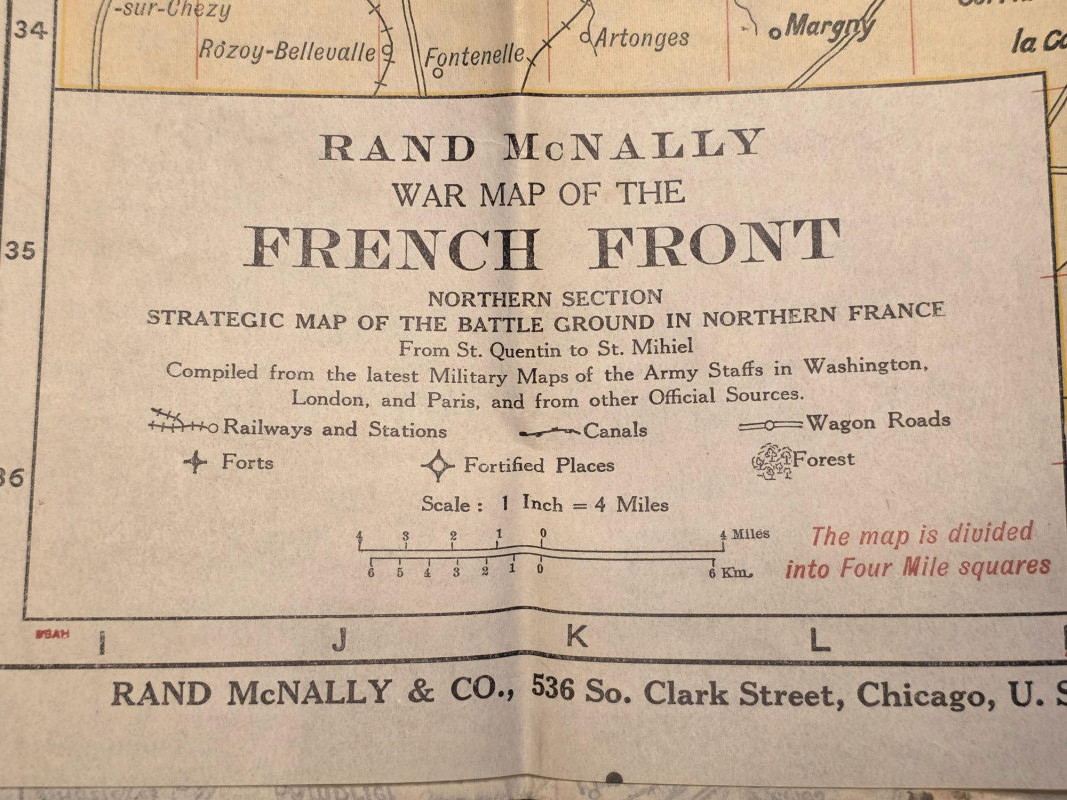 34
-sur-Chézy
Rôzoy-Bellevalle
Fontenelle
Artonges
Margny
RAND McNALLY
WAR MAP OF THE
FRENCH FRONT
35
NORTHERN SECTION
STRATEGIC MAP OF THE BATTLE GROUND IN NORTHERN FRANCE
From St. Quentin to St. Mihiel
Compiled from the latest Military Maps of the Army Staffs in Washington,
London, and Paris, and from other Official Sources.
Railways and Stations Canals Wagon Roads
Forts Fortified Places Forest
36
Scale: 1 Inch = 4 Miles
4 3 2 1 0 4 Miles
6 5 4 3 2 1 0 6 Km.
The map is divided
into Four Mile squares
I J K L
RAND McNALLY & CO., 536 So. Clark Street, Chicago, U. S